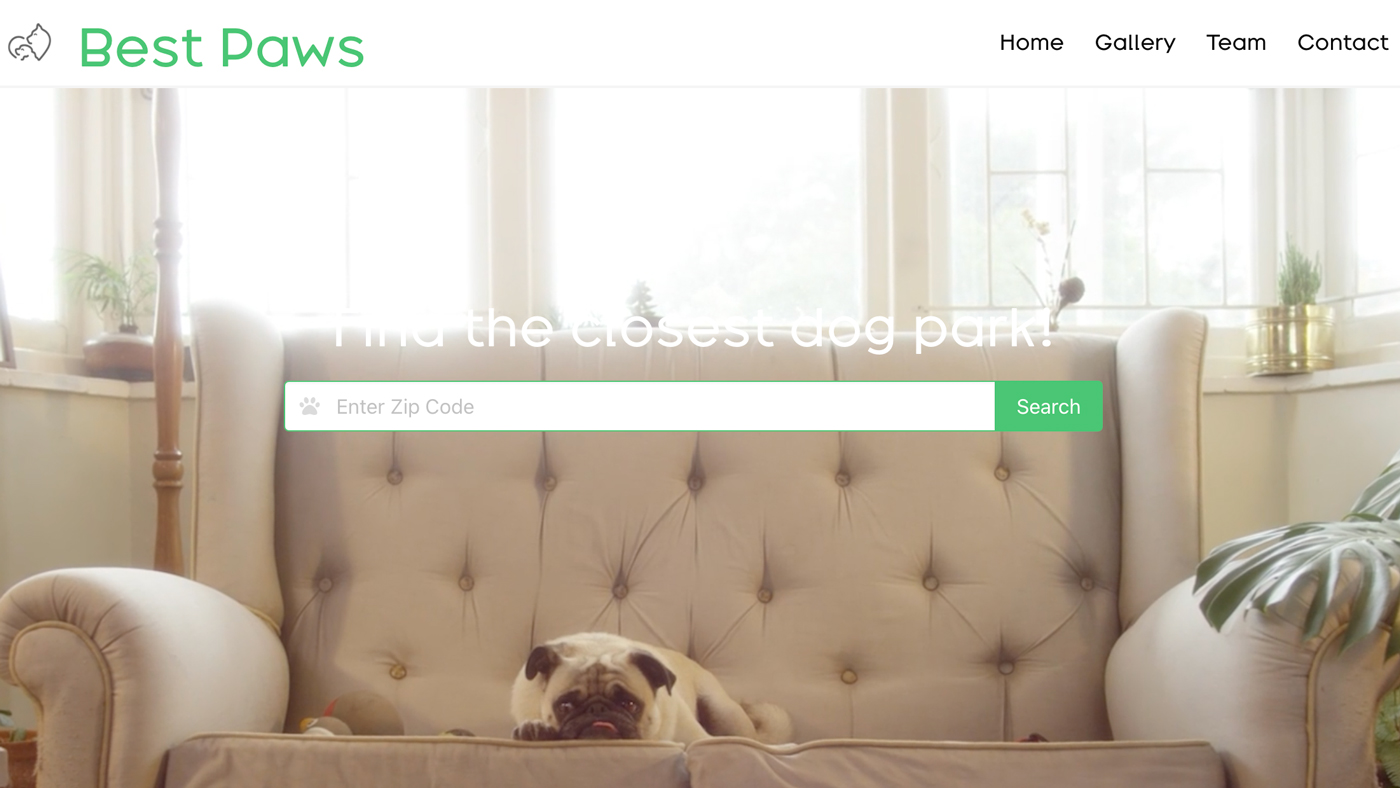 Best Paws
Home Gallery Team Contact
Find the closest dog park!
Enter Zip Code
Search